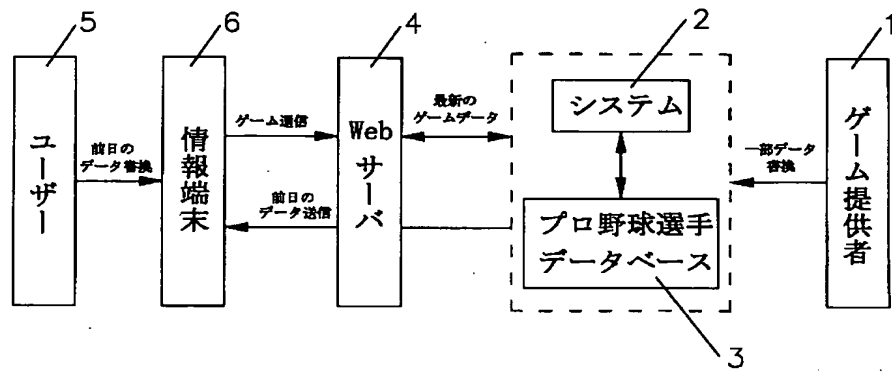 5
6
4
2
1
ユーザー
前日の
データ書換
情報端末
ゲーム送信
前日の
データ送信
Web
サーバ
最新の
ゲームデータ
システム
プロ野球選手
データベース
3
一部データ
書換
ゲーム提供者